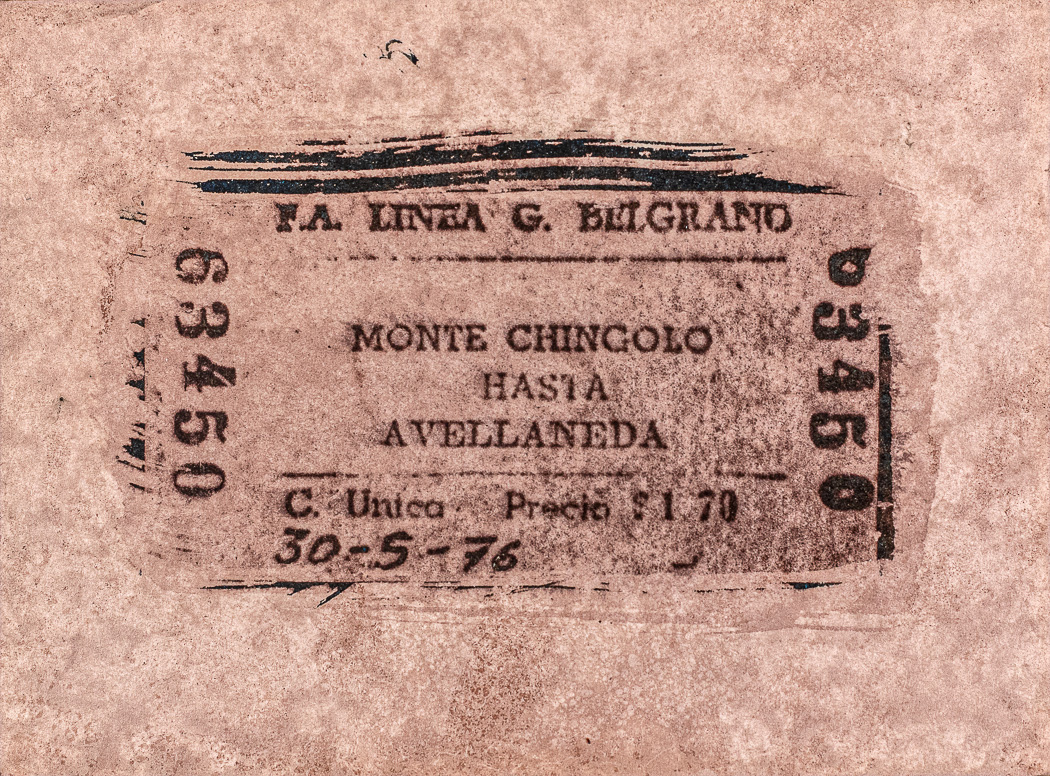 F.A. LINEA G. BELGRANO
63450
MONTE CHINGOLO
HASTA
AVELLANEDA
63450
C. Unica Precio $ 1.70
30-5-76